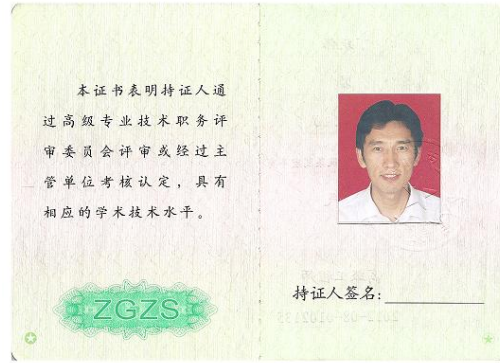 本证书表明持证人通
过高级专业技术职务评
审委员会评审或经过主
管单位考核认定，具有
相应的学术技术水平。
ZGZS
持证人签名：